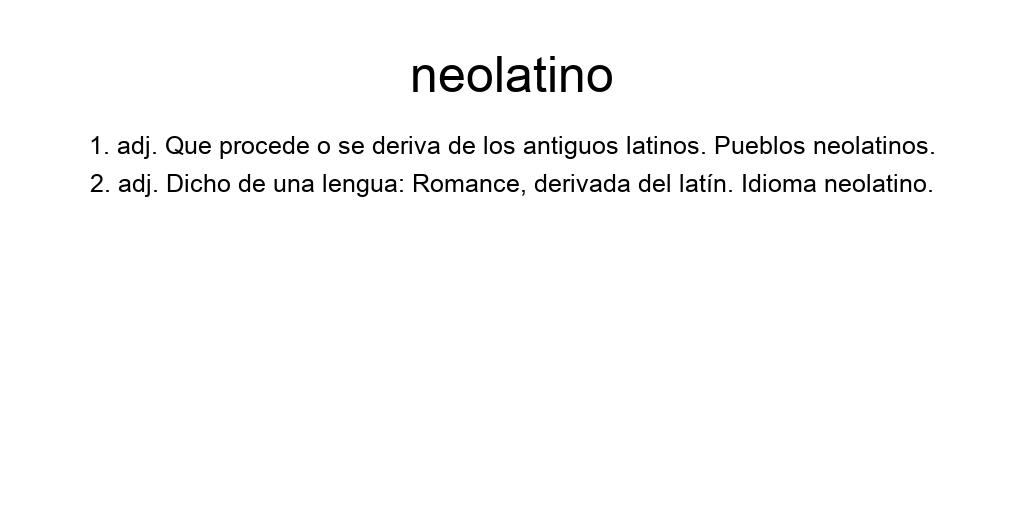 neolatino
1. adj. Que procede o se deriva de los antiguos latinos. Pueblos neolatinos.
2. adj. Dicho de una lengua: Romance, derivada del latín. Idioma neolatino.